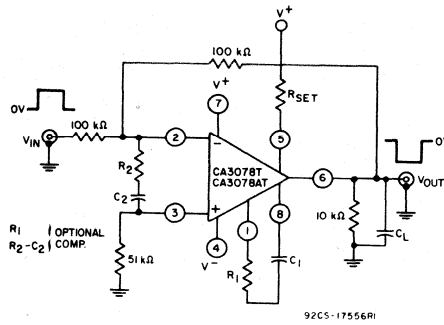 V+
100 kΩ
0V
V+
RSET
100 kΩ
7
5
VIN
2
−
R2
CA3078T
CA3078AT
6
0V
VOUT
C2
3
+
1
8
10 kΩ
CL
R1 } OPTIONAL
R2-C2 } COMP.
51 kΩ
4
V−
R1
C1
92CS-17556R1